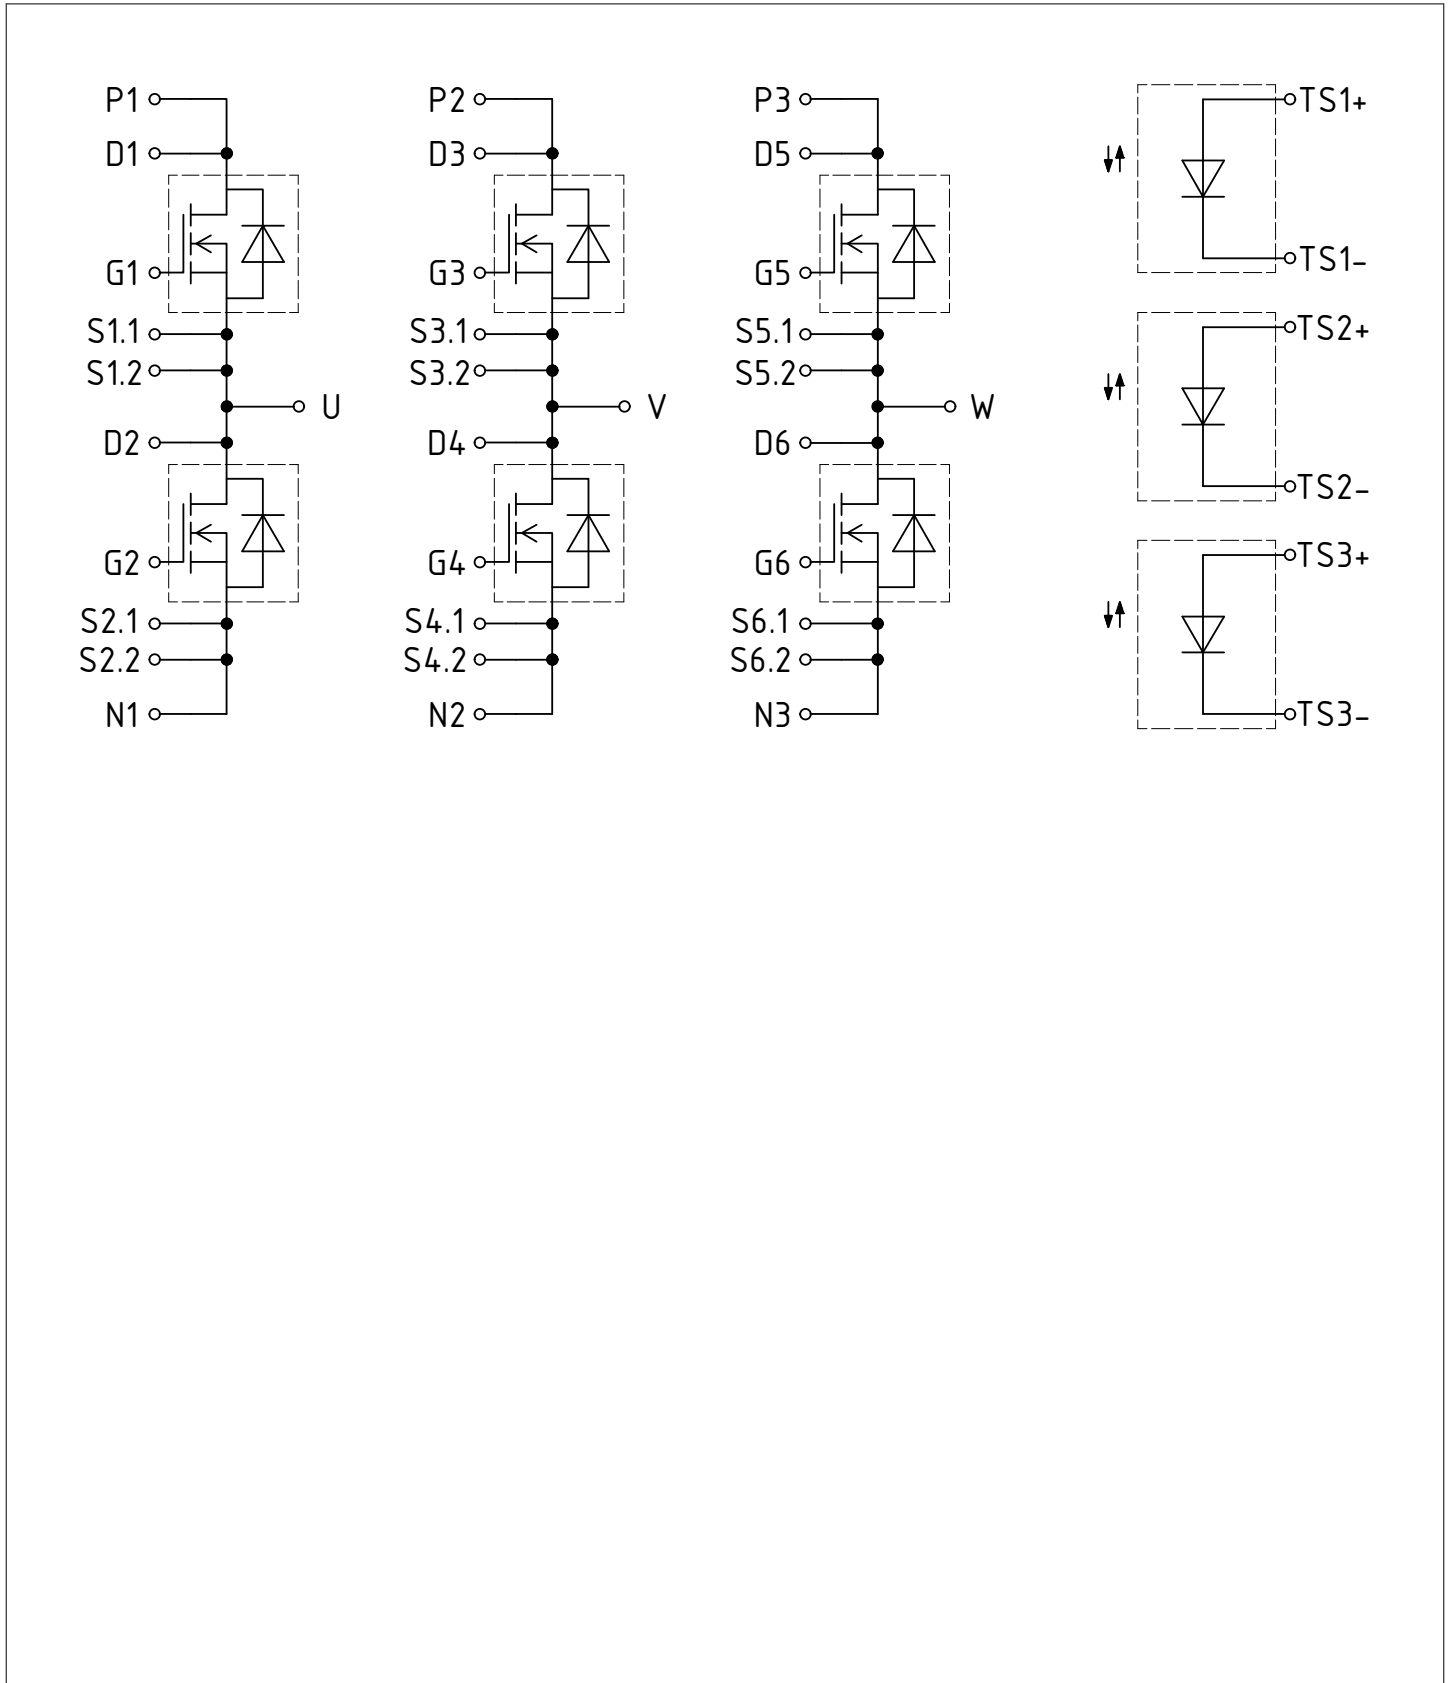 P1
D1
G1
S1.1
S1.2
U
D2
G2
S2.1
S2.2
N1
P2
D3
G3
S3.1
S3.2
V
D4
G4
S4.1
S4.2
N2
P3
D5
G5
S5.1
S5.2
W
D6
G6
S6.1
S6.2
N3
TS1+
TS1-
TS2+
TS2-
TS3+
TS3-